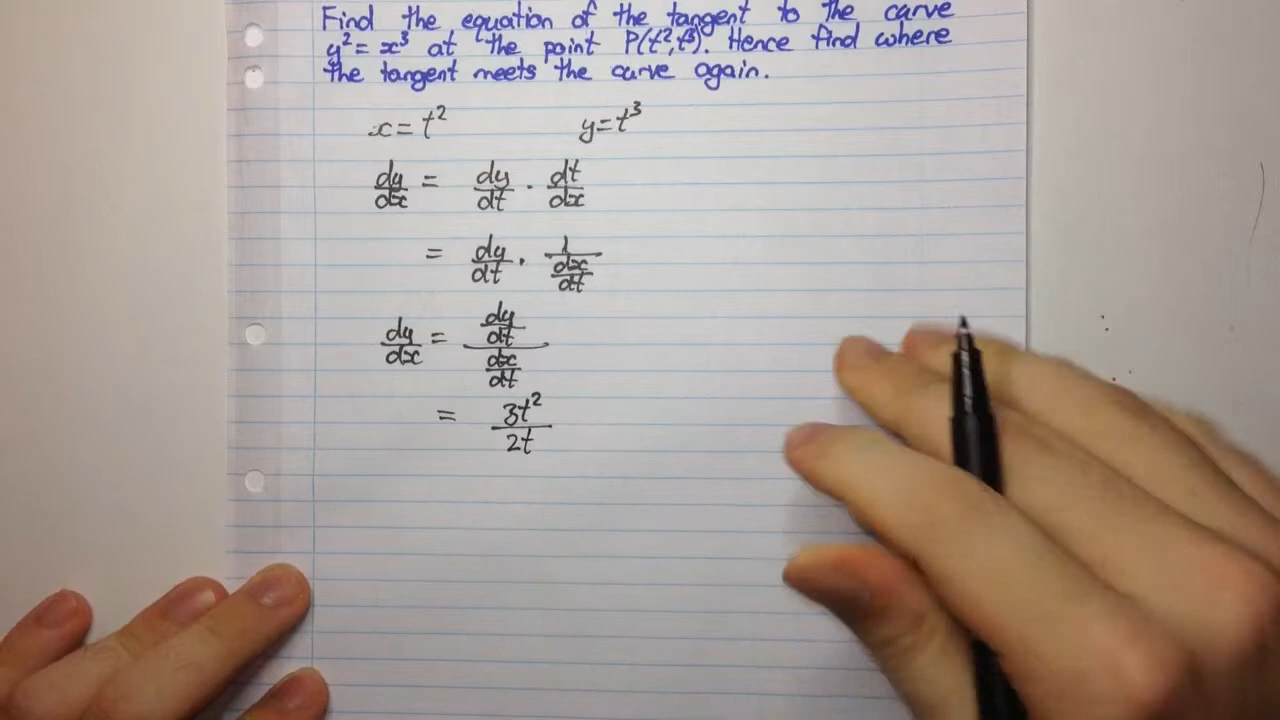 Find the equation of the tangent to the curve
y² = x³ at the point P(t², t³). Hence find where
the tangent meets the curve again.
x = t² y = t³
dy/dx = dy/dt · dt/dx
= dy/dt · 1/(dx/dt)
dy/dx = (dy/dt)/(dx/dt)
= 3t²/2t